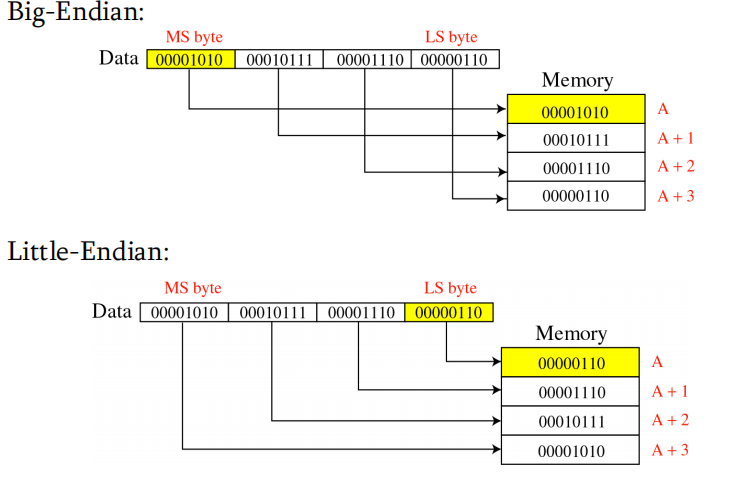 Big-Endian:
MS byte LS byte
Data 00001010 00010111 00001110 00000110
Memory
00001010 A
00010111 A + 1
00001110 A + 2
00000110 A + 3
Little-Endian:
MS byte LS byte
Data 00001010 00010111 00001110 00000110
Memory
00000110 A
00001110 A + 1
00010111 A + 2
00001010 A + 3